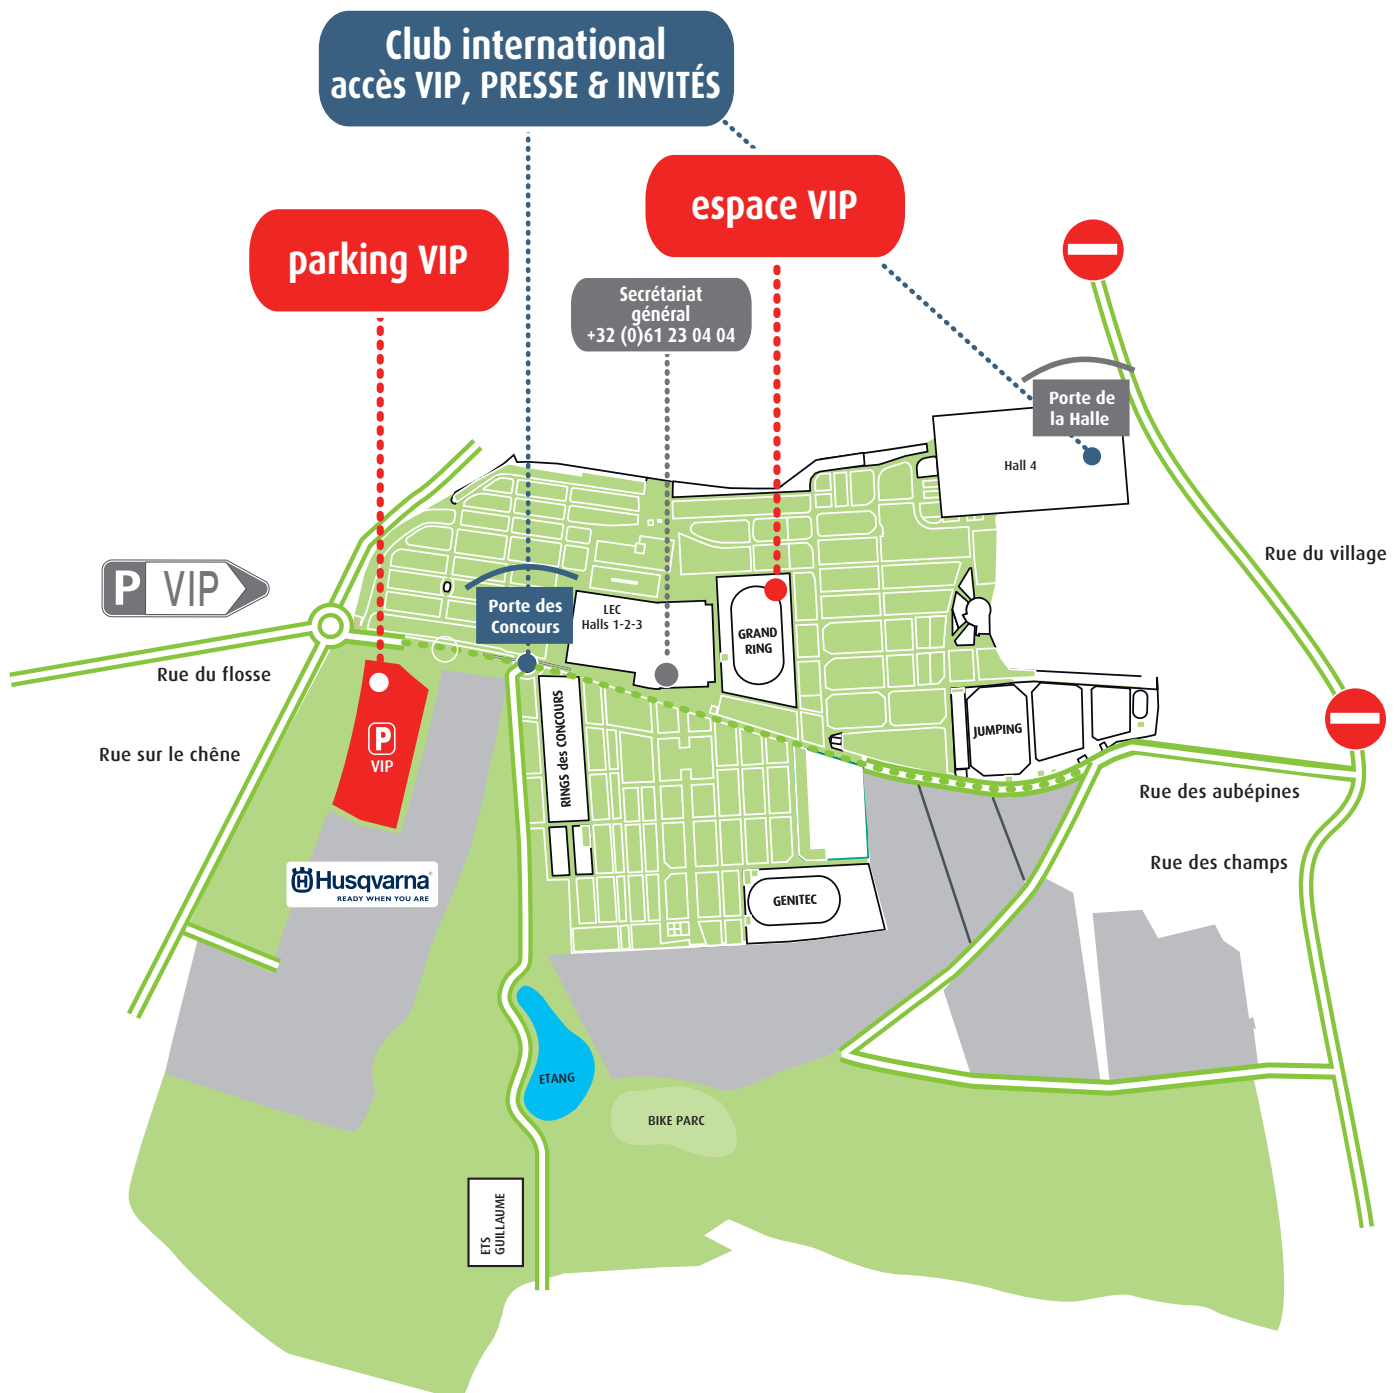 Club international
accès VIP, PRESSE & INVITÉS
espace VIP
parking VIP
Secrétariat
général
+32 (0)61 23 04 04
Porte de
la Halle
Hall 4
Rue du village
P VIP
Porte des
Concours
LEC
Halls 1-2-3
GRAND
RING
Rue du flosse
Rue sur le chêne
P
VIP
RINGS des CONCOURS
JUMPING
Rue des aubépines
Rue des champs
Husqvarna
READY WHEN YOU ARE
GENITEC
ETANG
BIKE PARC
ETS
GUILLAUME